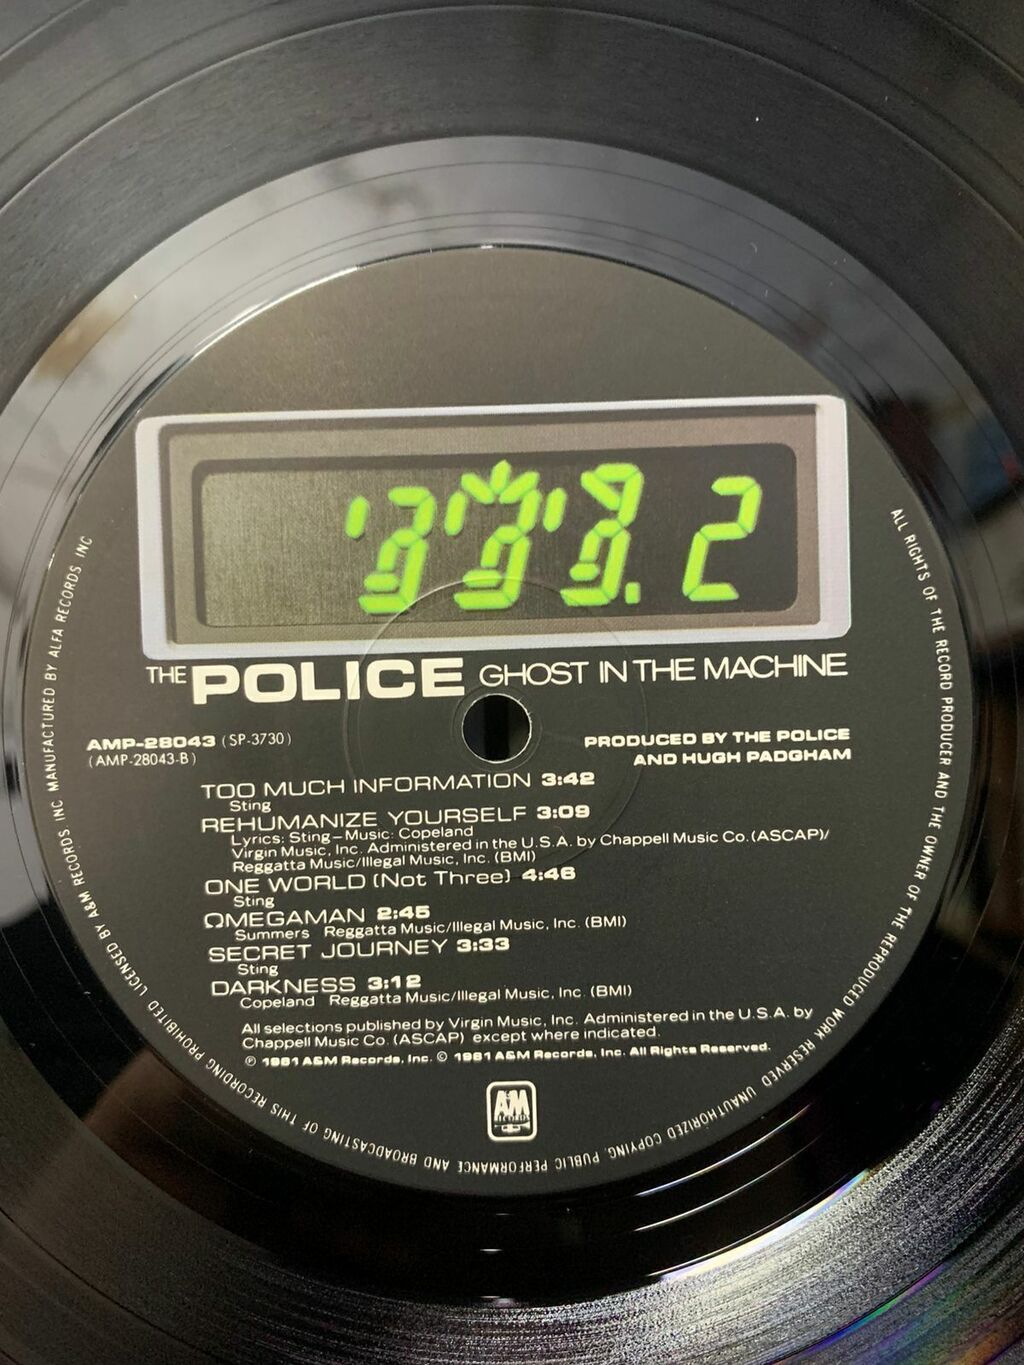 .2
THE POLICE GHOST IN THE MACHINE
AMP-28043 (SP-3730)
(AMP-28043-B)
PRODUCED BY THE POLICE
AND HUGH PADGHAM
TOO MUCH INFORMATION 3:42
Sting
REHUMANIZE YOURSELF 3:09
Lyrics: Sting–Music: Copeland
Virgin Music, Inc. Administered in the U.S.A. by Chappell Music Co. (ASCAP)/
Reggatta Music/Illegal Music, Inc. (BMI)
ONE WORLD (Not Three) 4:46
Sting
ΩMEGAMAN 2:45
Summers Reggatta Music/Illegal Music, Inc. (BMI)
SECRET JOURNEY 3:33
Sting
DARKNESS 3:12
Copeland Reggatta Music/Illegal Music, Inc. (BMI)
All selections published by Virgin Music, Inc. Administered in the U.S.A. by
Chappell Music Co. (ASCAP) except where indicated.
℗ 1981 A&M Records, Inc. © 1981 A&M Records, Inc. All Rights Reserved.
A&M
RECORDS
ALL RIGHTS OF THE RECORD PRODUCER AND THE OWNER OF THE REPRODUCED WORK RESERVED. UNAUTHORIZED COPYING, PUBLIC PERFORMANCE AND BROADCASTING OF THIS RECORDING PROHIBITED. LICENSED BY A&M RECORDS INC MANUFACTURED BY ALFA RECORDS INC